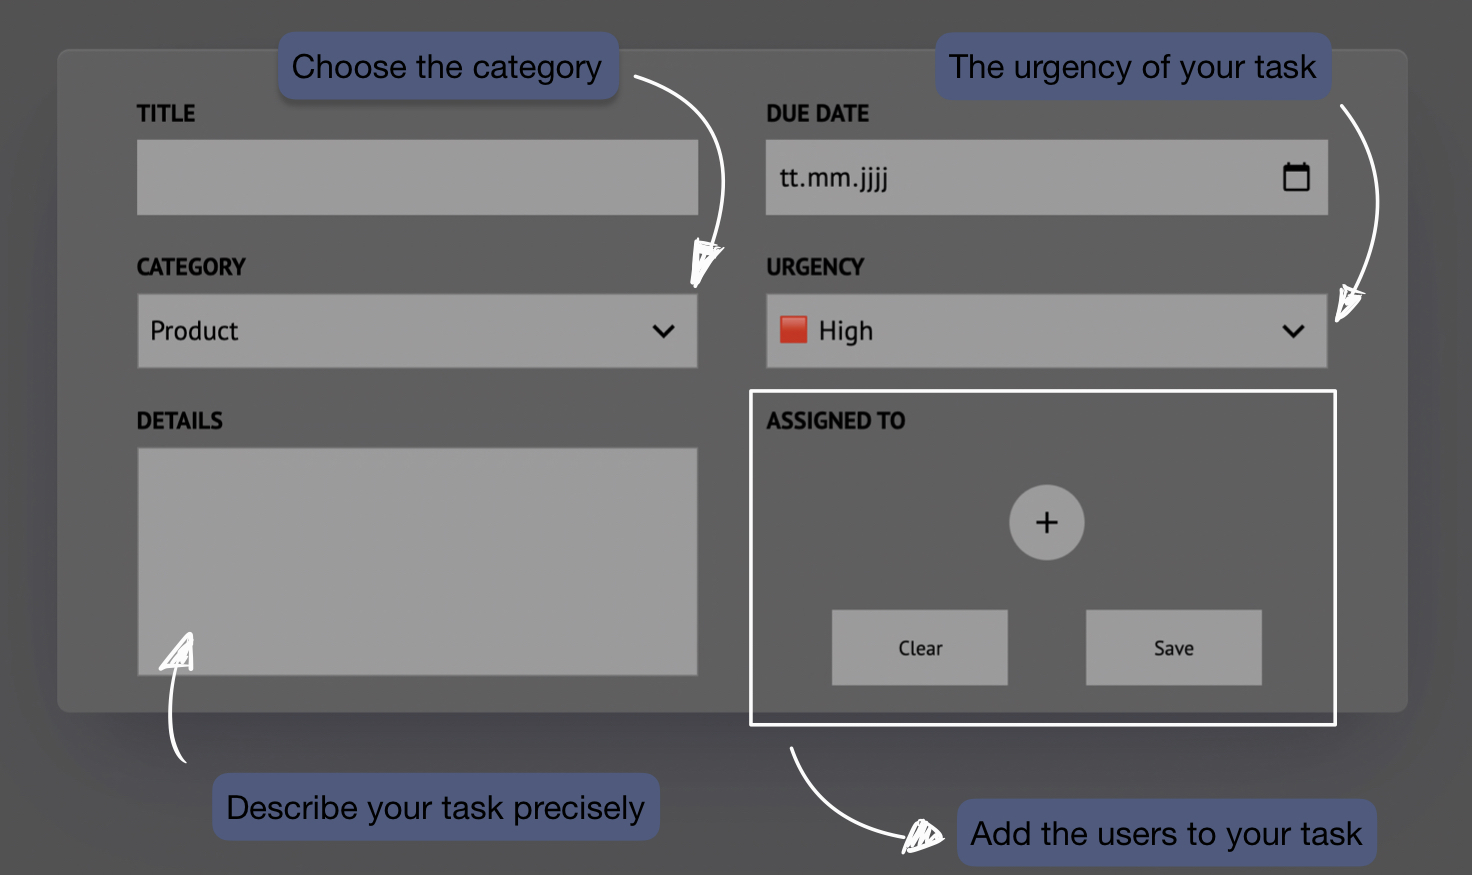 Choose the category
The urgency of your task
TITLE
DUE DATE
tt.mm.jjjj
CATEGORY
URGENCY
Product
High
DETAILS
ASSIGNED TO
+
Clear
Save
Describe your task precisely
Add the users to your task